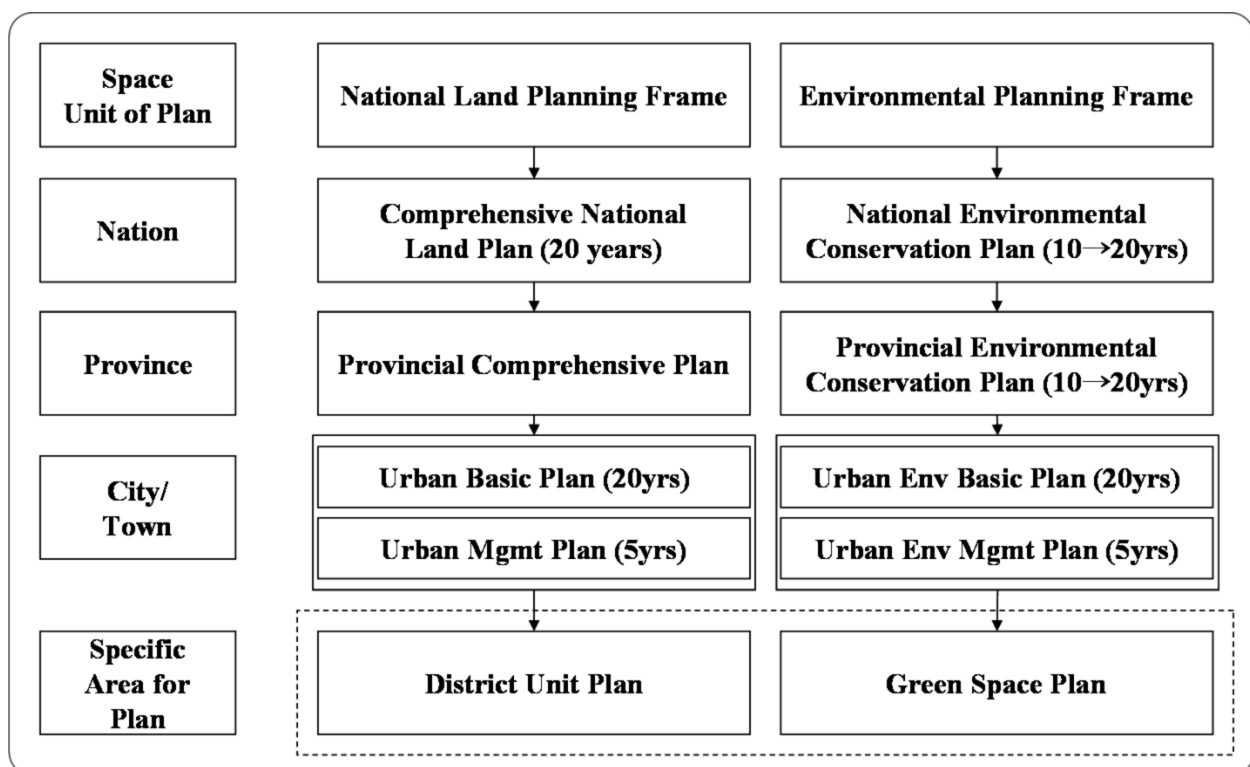 Space
Unit of Plan
National Land Planning Frame
Environmental Planning Frame
Nation
Comprehensive National
Land Plan (20 years)
National Environmental
Conservation Plan (10→20yrs)
Province
Provincial Comprehensive Plan
Provincial Environmental
Conservation Plan (10→20yrs)
City/
Town
Urban Basic Plan (20yrs)
Urban Mgmt Plan (5yrs)
Urban Env Basic Plan (20yrs)
Urban Env Mgmt Plan (5yrs)
Specific
Area for
Plan
District Unit Plan
Green Space Plan